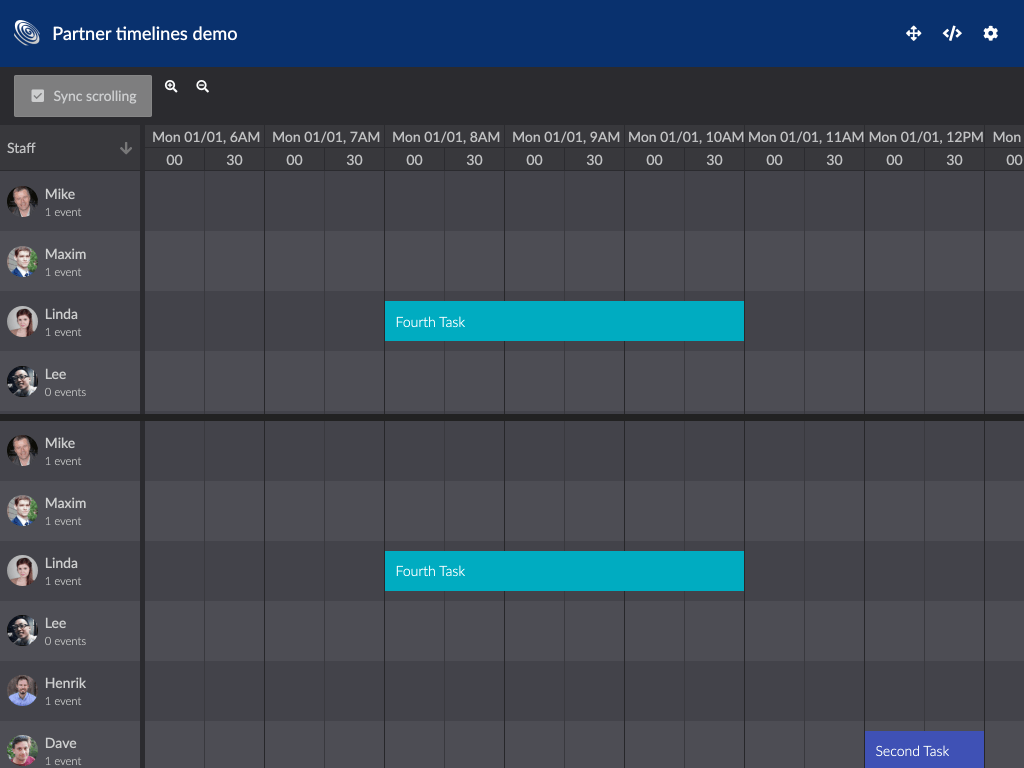 Partner timelines demo
Sync scrolling
Staff
Mon 01/01, 6AM Mon 01/01, 7AM Mon 01/01, 8AM Mon 01/01, 9AM Mon 01/01, 10AM Mon 01/01, 11AM Mon 01/01, 12PM Mon
00 30 00 30 00 30 00 30 00 30 00 30 00 30 00
Mike
1 event
Maxim
1 event
Linda
1 event
Fourth Task
Lee
0 events
Mike
1 event
Maxim
1 event
Linda
1 event
Fourth Task
Lee
0 events
Henrik
1 event
Dave
1 event
Second Task